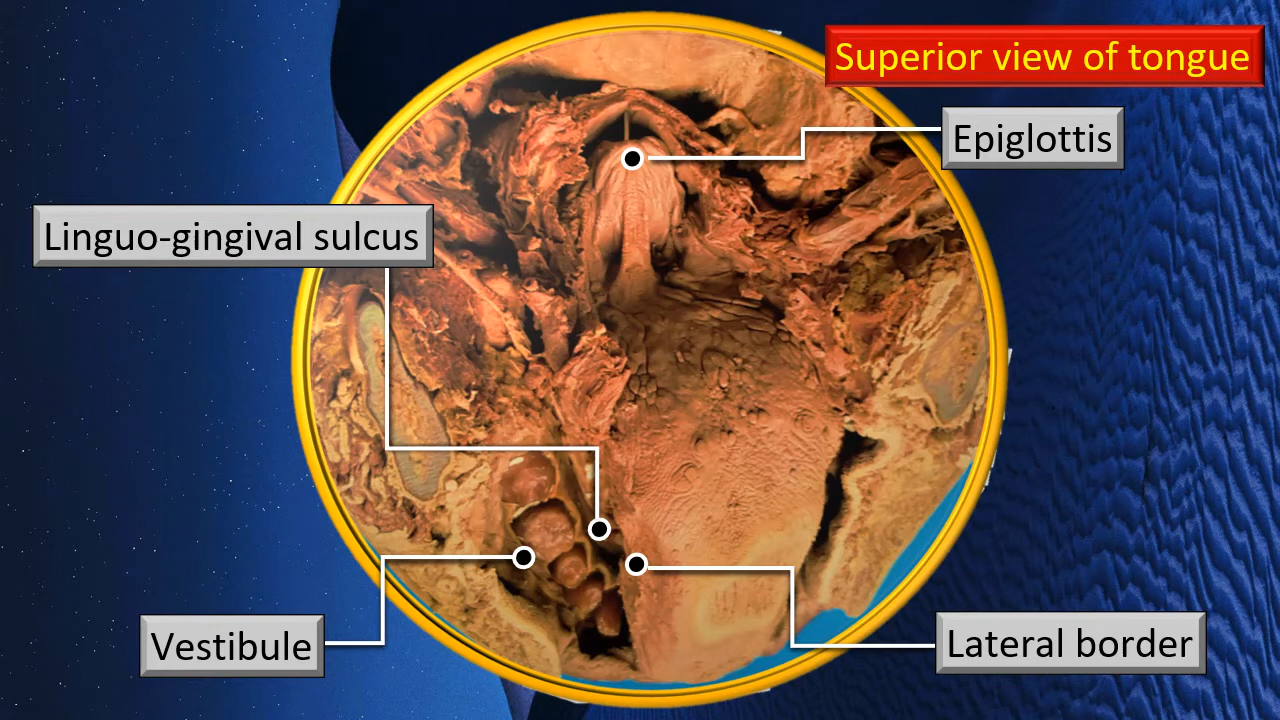 Superior view of tongue
Epiglottis
Linguo-gingival sulcus
Vestibule
Lateral border